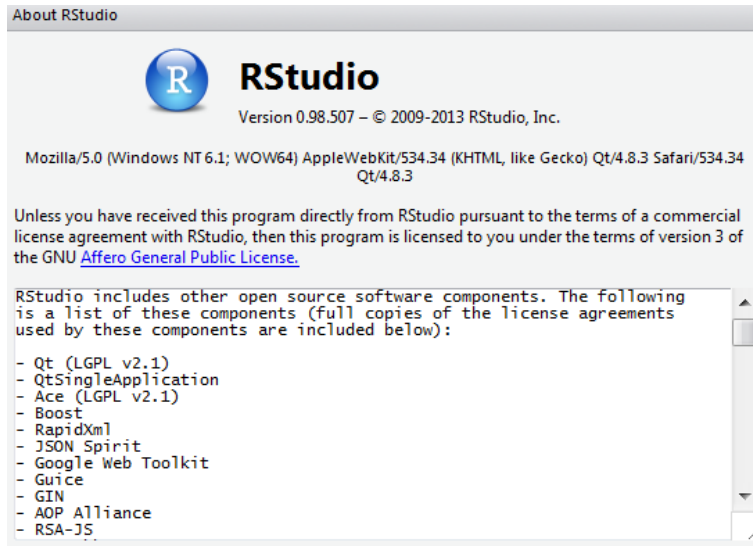 About RStudio
R
RStudio
Version 0.98.507 – © 2009-2013 RStudio, Inc.
Mozilla/5.0 (Windows NT 6.1; WOW64) AppleWebKit/534.34 (KHTML, like Gecko) Qt/4.8.3 Safari/534.34
Qt/4.8.3
Unless you have received this program directly from RStudio pursuant to the terms of a commercial
license agreement with RStudio, then this program is licensed to you under the terms of version 3 of
the GNU Affero General Public License.
RStudio includes other open source software components. The following
is a list of these components (full copies of the license agreements
used by these components are included below):
- Qt (LGPL v2.1)
- QtSingleApplication
- Ace (LGPL v2.1)
- Boost
- RapidXml
- JSON Spirit
- Google Web Toolkit
- Guice
- GIN
- AOP Alliance
- RSA-JS